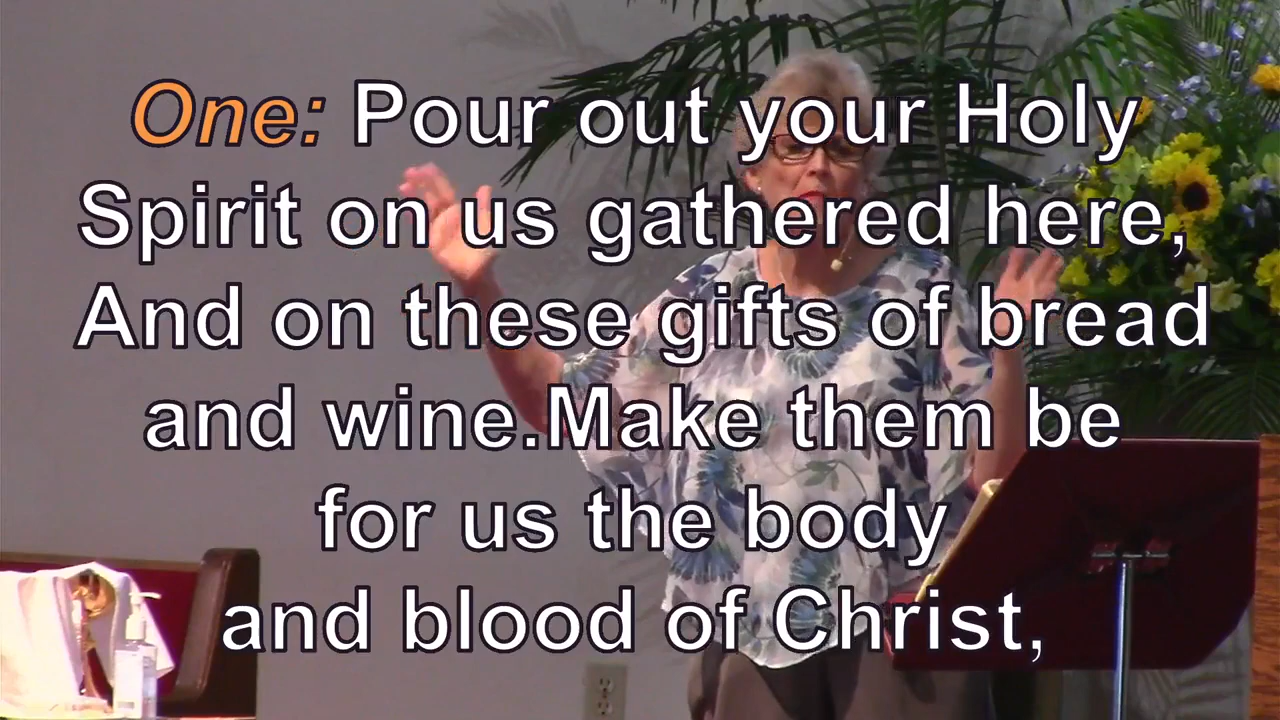 One: Pour out your Holy
Spirit on us gathered here,
And on these gifts of bread
and wine.Make them be
for us the body
and blood of Christ,